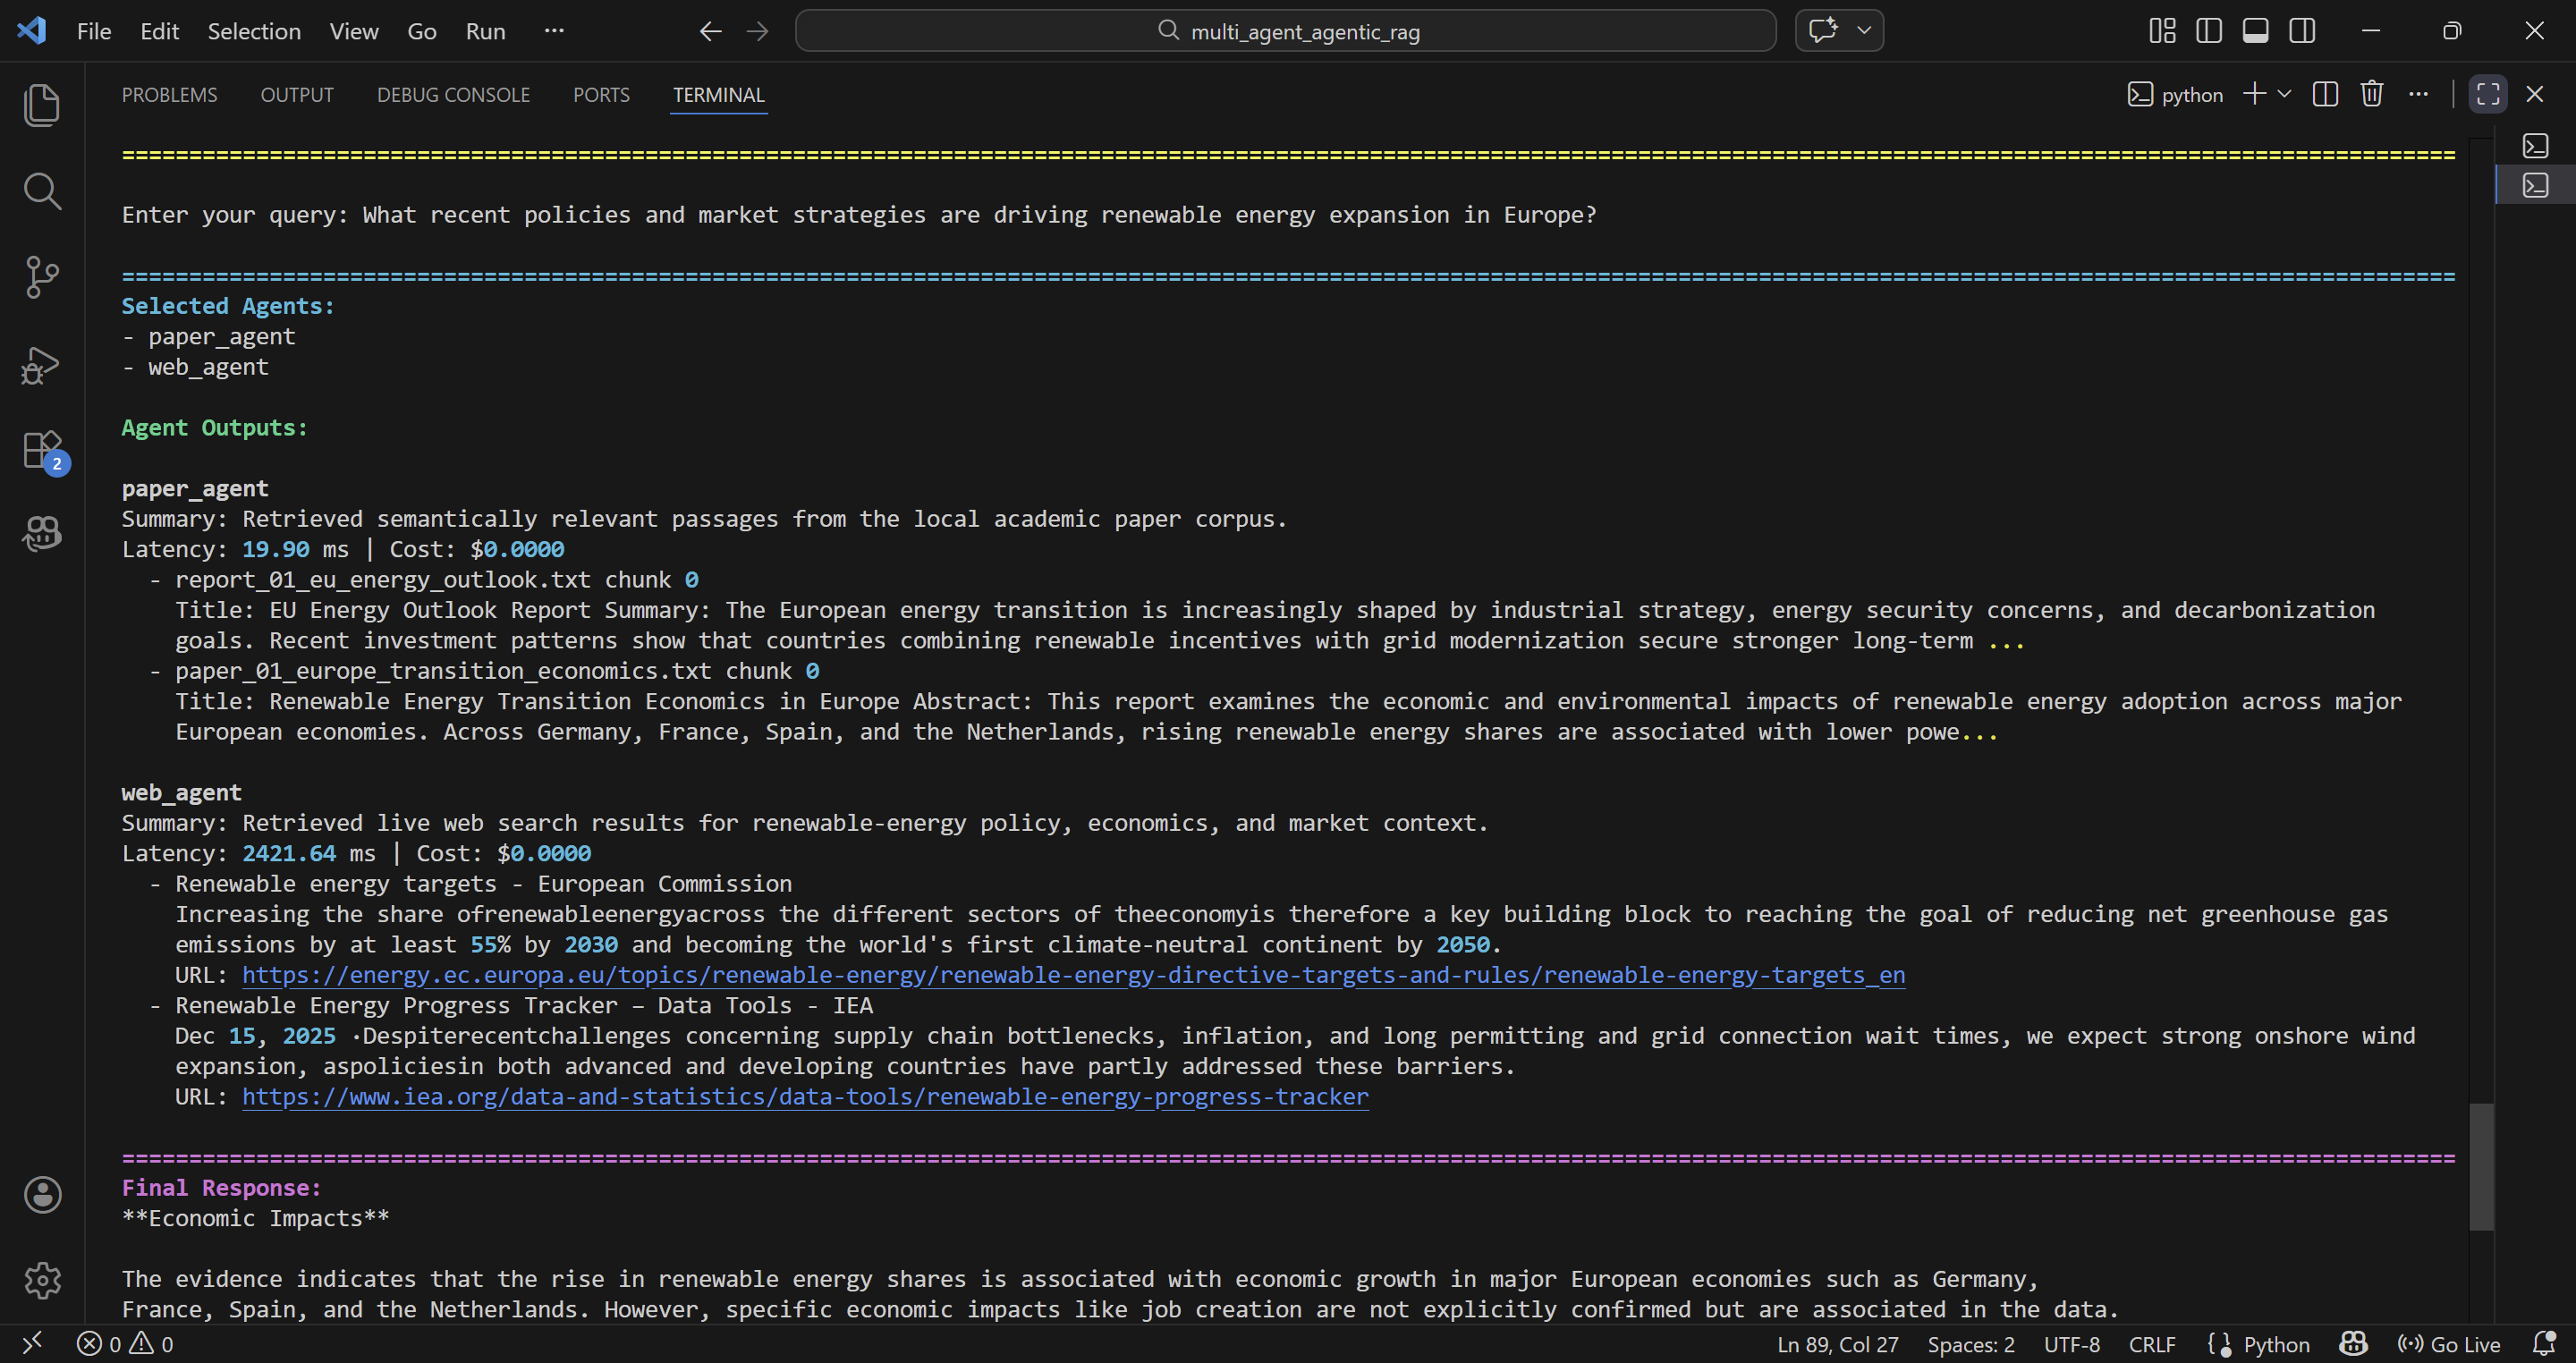 File Edit Selection View Go Run ··· multi_agent_agentic_rag
PROBLEMS OUTPUT DEBUG CONSOLE PORTS TERMINAL python
================================================================================
Enter your query: What recent policies and market strategies are driving renewable energy expansion in Europe?
================================================================================
Selected Agents:
- paper_agent
- web_agent
Agent Outputs:
2
paper_agent
Summary: Retrieved semantically relevant passages from the local academic paper corpus.
Latency: 19.90 ms | Cost: $0.0000
- report_01_eu_energy_outlook.txt chunk 0
Title: EU Energy Outlook Report Summary: The European energy transition is increasingly shaped by industrial strategy, energy security concerns, and decarbonization
goals. Recent investment patterns show that countries combining renewable incentives with grid modernization secure stronger long-term ...
- paper_01_europe_transition_economics.txt chunk 0
Title: Renewable Energy Transition Economics in Europe Abstract: This report examines the economic and environmental impacts of renewable energy adoption across major
European economies. Across Germany, France, Spain, and the Netherlands, rising renewable energy shares are associated with lower powe...
web_agent
Summary: Retrieved live web search results for renewable-energy policy, economics, and market context.
Latency: 2421.64 ms | Cost: $0.0000
- Renewable energy targets - European Commission
Increasing the share ofrenewableenergyacross the different sectors of theeconomyis therefore a key building block to reaching the goal of reducing net greenhouse gas
emissions by at least 55% by 2030 and becoming the world's first climate-neutral continent by 2050.
URL: https://energy.ec.europa.eu/topics/renewable-energy/renewable-energy-directive-targets-and-rules/renewable-energy-targets_en
- Renewable Energy Progress Tracker – Data Tools - IEA
Dec 15, 2025 ·Despiterecentchallenges concerning supply chain bottlenecks, inflation, and long permitting and grid connection wait times, we expect strong onshore wind
expansion, aspoliciesin both advanced and developing countries have partly addressed these barriers.
URL: https://www.iea.org/data-and-statistics/data-tools/renewable-energy-progress-tracker
================================================================================
Final Response:
**Economic Impacts**
The evidence indicates that the rise in renewable energy shares is associated with economic growth in major European economies such as Germany,
France, Spain, and the Netherlands. However, specific economic impacts like job creation are not explicitly confirmed but are associated in the data.
0 0 Ln 89, Col 27 Spaces: 2 UTF-8 CRLF { } Python Go Live